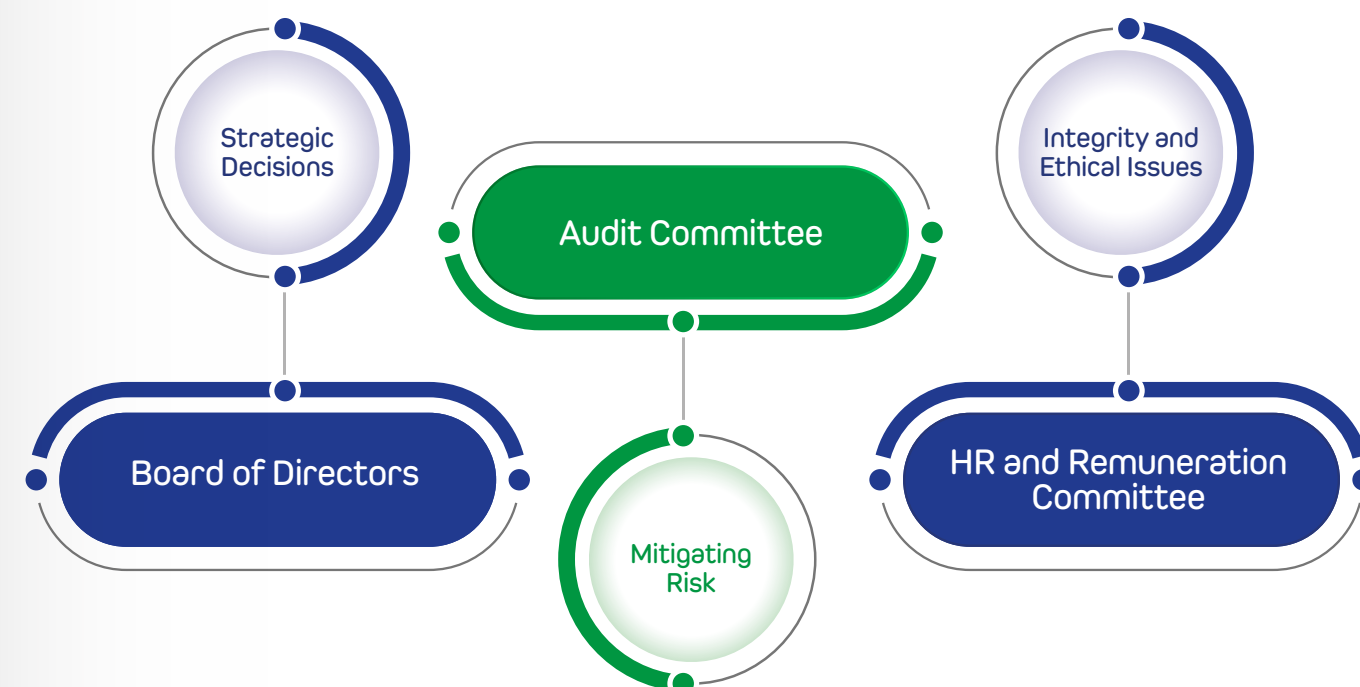 Strategic
Decisions
Board of Directors
Audit Committee
Mitigating
Risk
Integrity and
Ethical Issues
HR and Remuneration
Committee